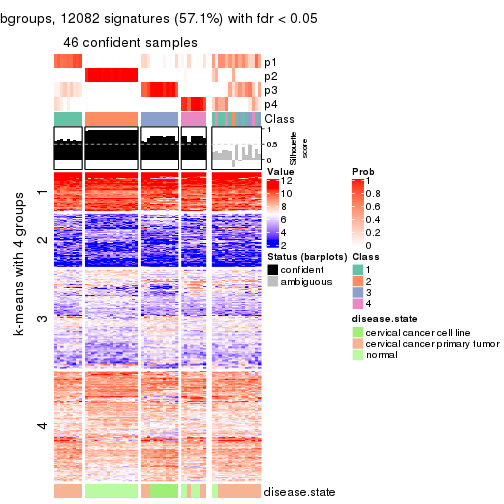 bgroups, 12082 signatures (57.1%) with fdr < 0.05
46 confident samples
p1
p2
p3
p4
Class
1
0.5
0
Silhouette
score
k-means with 4 groups
1
2
3
4
Value
12
10
8
6
4
2
Prob
1
0.8
0.6
0.4
0.2
0
Status (barplots)
confident
ambiguous
Class
1
2
3
4
disease.state
cervical cancer cell line
cervical cancer primary tumor
normal
disease.state